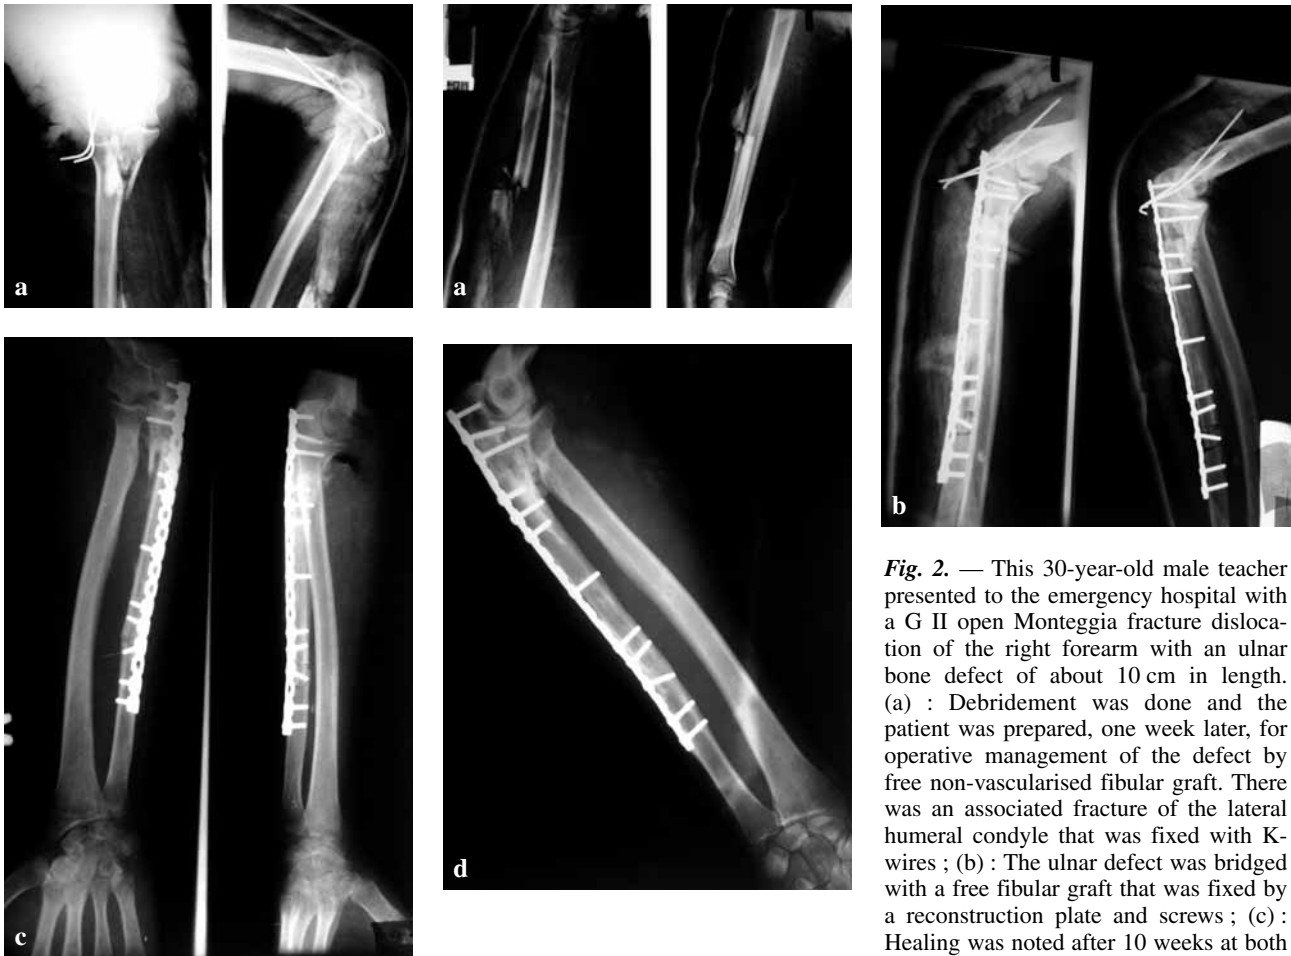 a
a
b
c
d
Fig. 2. — This 30-year-old male teacher
presented to the emergency hospital with
a G II open Monteggia fracture disloca-
tion of the right forearm with an ulnar
bone defect of about 10 cm in length.
(a) : Debridement was done and the
patient was prepared, one week later, for
operative management of the defect by
free non-vascularised fibular graft. There
was an associated fracture of the lateral
humeral condyle that was fixed with K-
wires ; (b) : The ulnar defect was bridged
with a free fibular graft that was fixed by
a reconstruction plate and screws ; (c) :
Healing was noted after 10 weeks at both